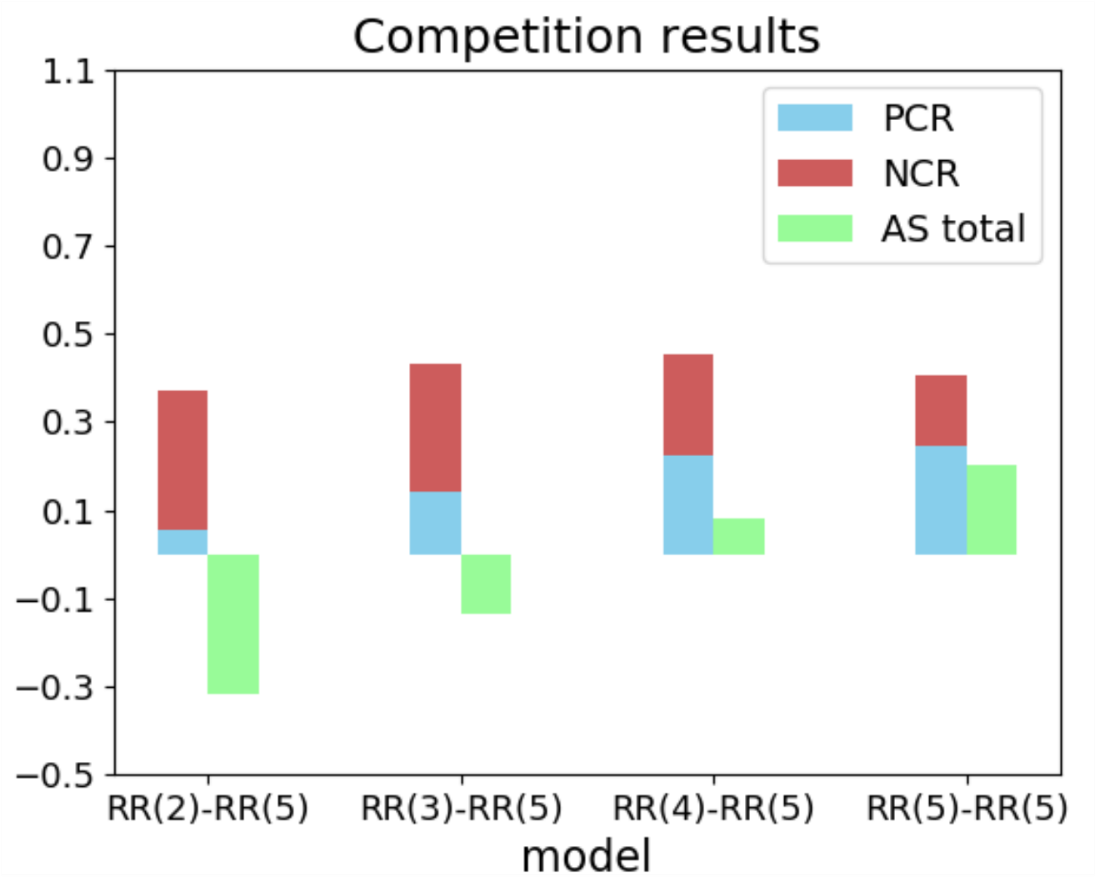 Competition results
1.1
0.9
0.7
0.5
0.3
0.1
−0.1
−0.3
−0.5
PCR
NCR
AS total
RR(2)-RR(5) RR(3)-RR(5) RR(4)-RR(5) RR(5)-RR(5)
model